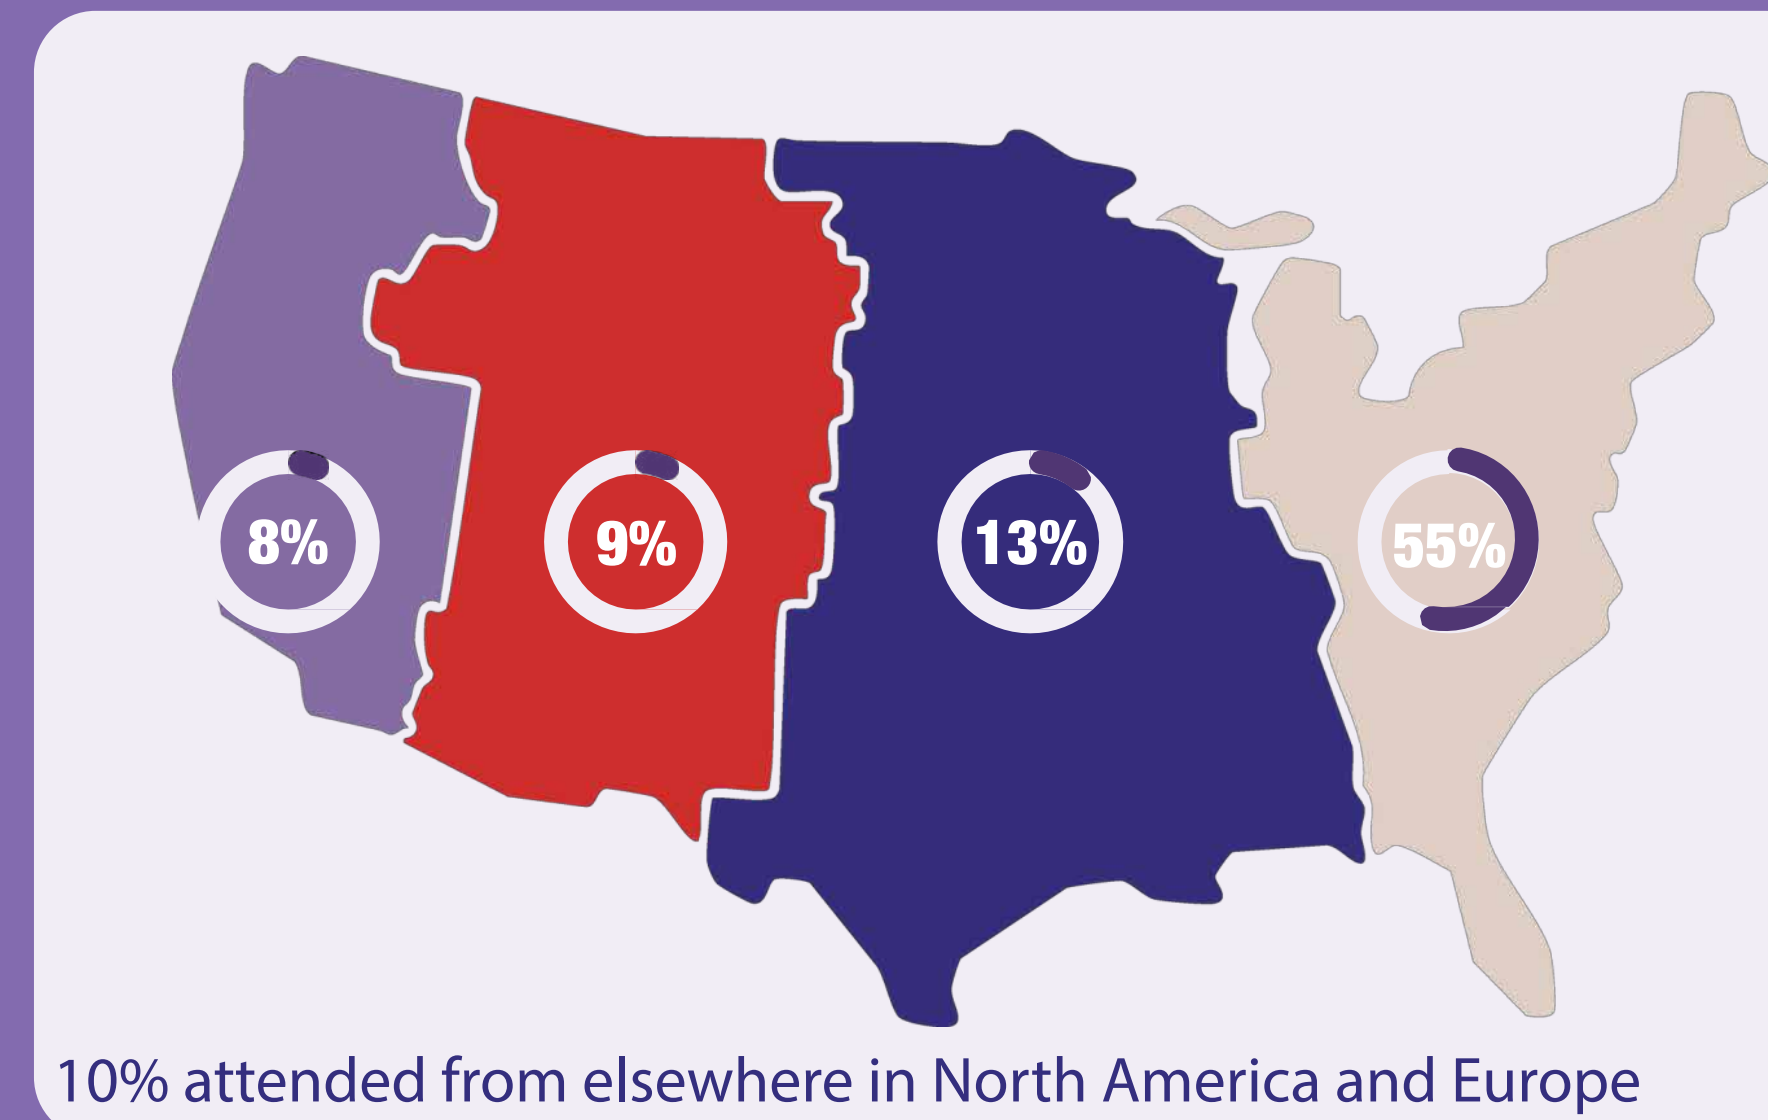 8%
9%
13%
55%
10% attended from elsewhere in North America and Europe